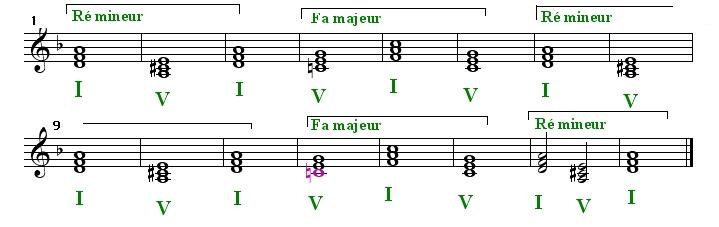 Ré mineur
Fa majeur
Ré mineur
1
I V I V I V I V
9
Fa majeur
Ré mineur
I V I V I V I V I